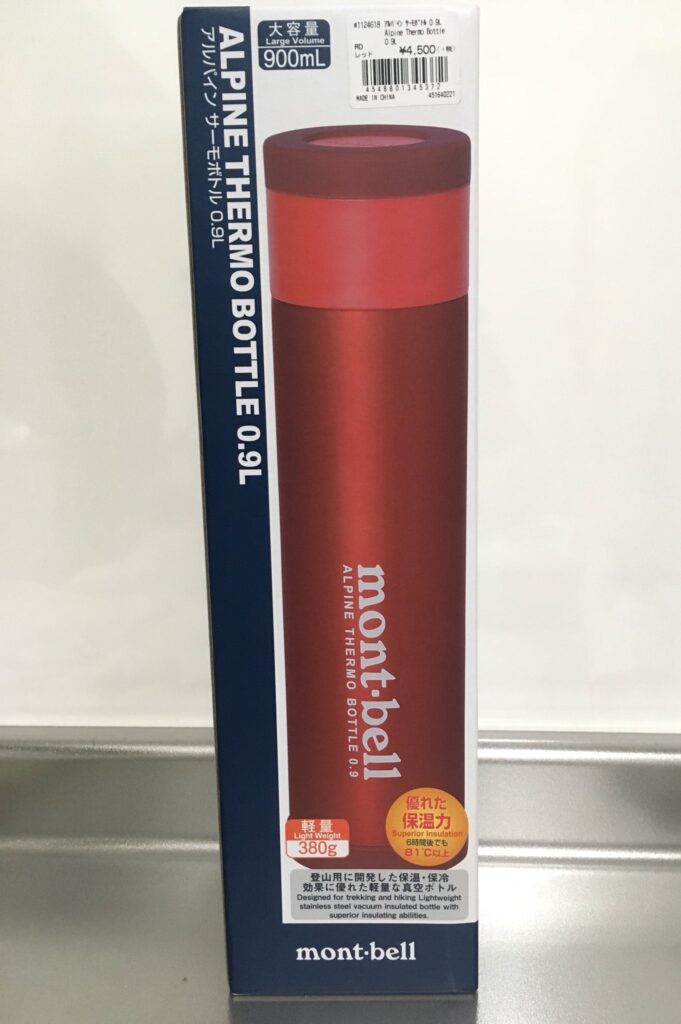 大容量
Large Volume
900mL
#1124618 アルパイン サーモボトル 0.9L
Alpine Thermo Bottle
0.9L
RD
レッド
¥4,500(+税)
4548801345372
MADE IN CHINA
451640221
ALPINE THERMO BOTTLE 0.9L
アルパイン サーモボトル 0.9L
mont·bell
ALPINE THERMO BOTTLE 0.9
優れた
保温力
Superior Insulation
6時間後でも
81℃以上
軽量
Light Weight
380g
登山用に開発した保温・保冷
効果に優れた軽量な真空ボトル
Designed for trekking and hiking Lightweight
stainless steel vacuum insulated bottle with
superior insulating abilities.
mont·bell